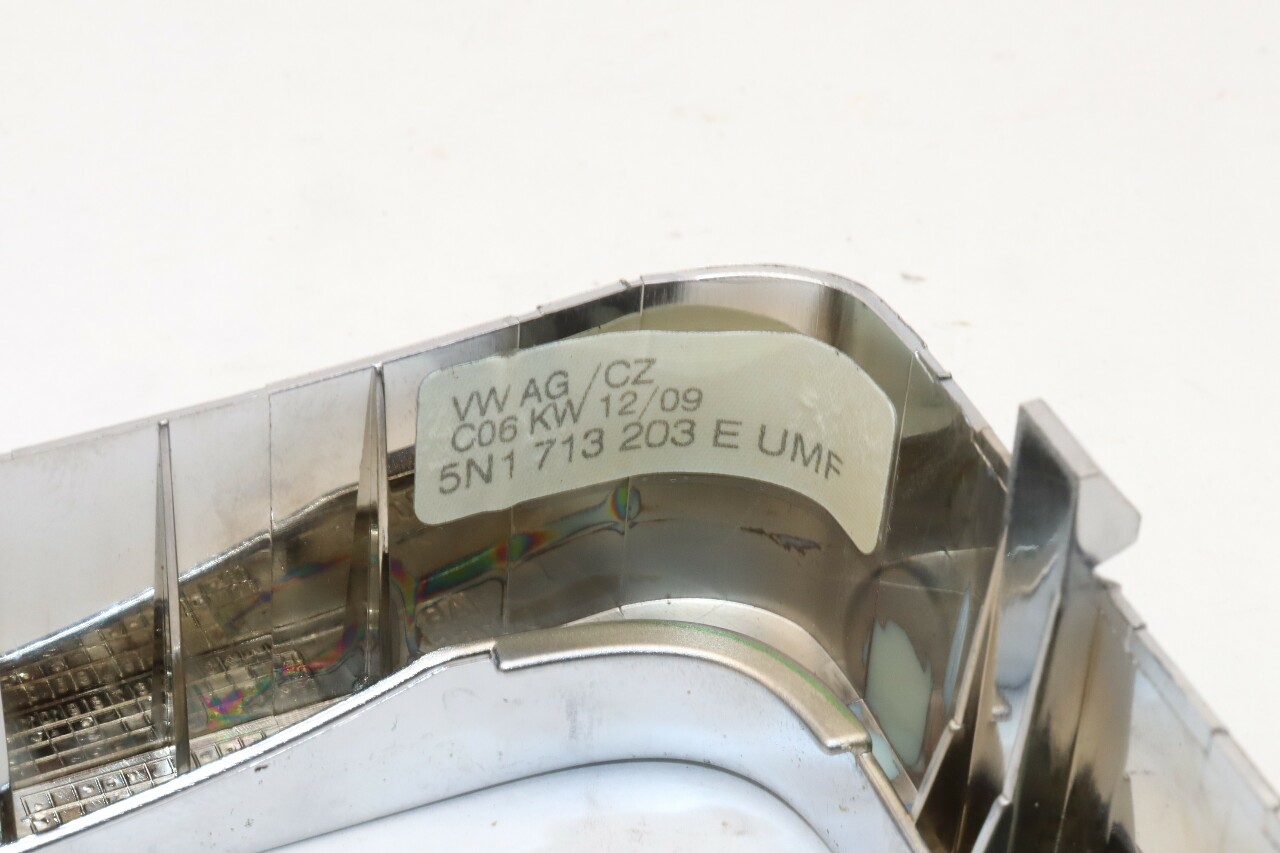 VW AG /CZ
C06 KW 12/09
5N1 713 203 E UMF